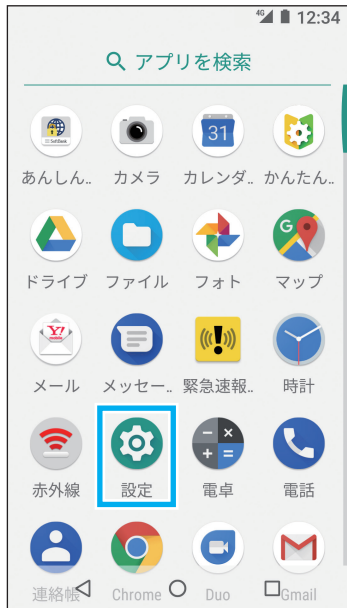 4G 12:34
アプリを検索
SoftBank
31
あんしん.. カメラ カレンダ.. かんたん..
G
ドライブ ファイル フォト マップ
Y!
メール メッセー.. 緊急速報.. 時計
赤外線 設定 電卓 電話
連絡帳 Chrome Duo Gmail